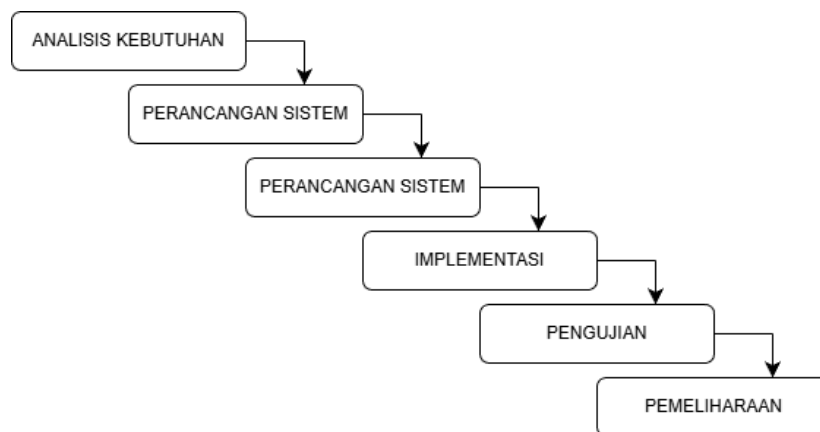 ANALISIS KEBUTUHAN
PERANCANGAN SISTEM
PERANCANGAN SISTEM
IMPLEMENTASI
PENGUJIAN
PEMELIHARAAN